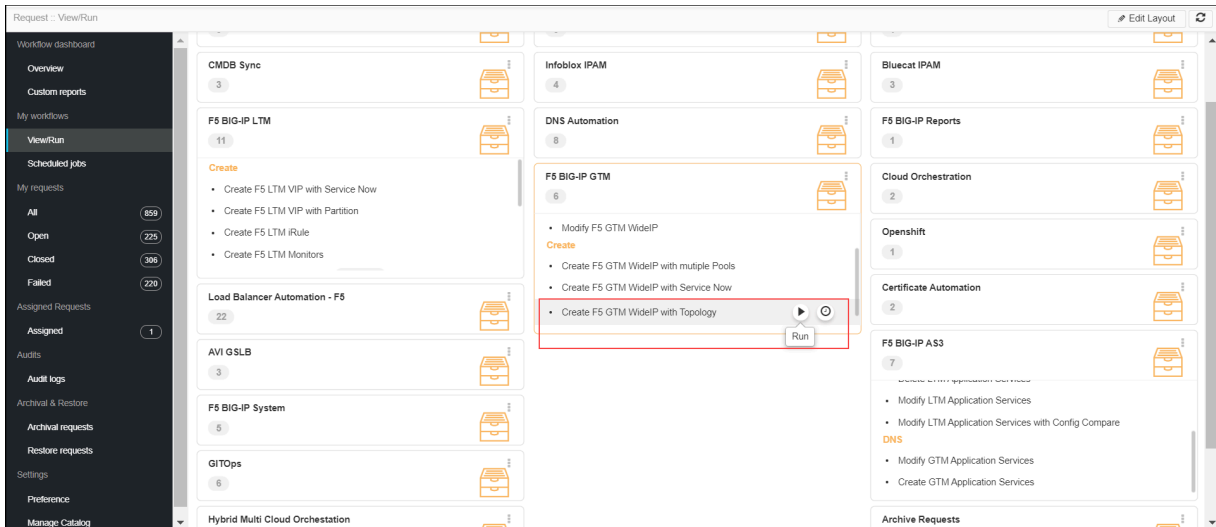 Request :: View/Run
Edit Layout
Workflow dashboard
Overview
Custom reports
My workflows
View/Run
Scheduled jobs
My requests
All 859
Open 225
Closed 306
Failed 220
Assigned Requests
Assigned 1
Audits
Audit logs
Archival & Restore
Archival requests
Restore requests
Settings
Preference
Manage Catalog
CMDB Sync
3
F5 BIG-IP LTM
11
Create
• Create F5 LTM VIP with Service Now
• Create F5 LTM VIP with Partition
• Create F5 LTM iRule
• Create F5 LTM Monitors
Load Balancer Automation - F5
22
AVI GSLB
3
F5 BIG-IP System
5
GITOps
6
Hybrid Multi Cloud Orchestation
Infoblox IPAM
4
DNS Automation
8
F5 BIG-IP GTM
6
• Modify F5 GTM WideIP
Create
• Create F5 GTM WideIP with mutiple Pools
• Create F5 GTM WideIP with Service Now
• Create F5 GTM WideIP with Topology
Run
Bluecat IPAM
3
F5 BIG-IP Reports
1
Cloud Orchestration
2
Openshift
1
Certificate Automation
2
F5 BIG-IP AS3
7
• Delete LTM Application Services
• Modify LTM Application Services
• Modify LTM Application Services with Config Compare
DNS
• Modify GTM Application Services
• Create GTM Application Services
Archive Requests